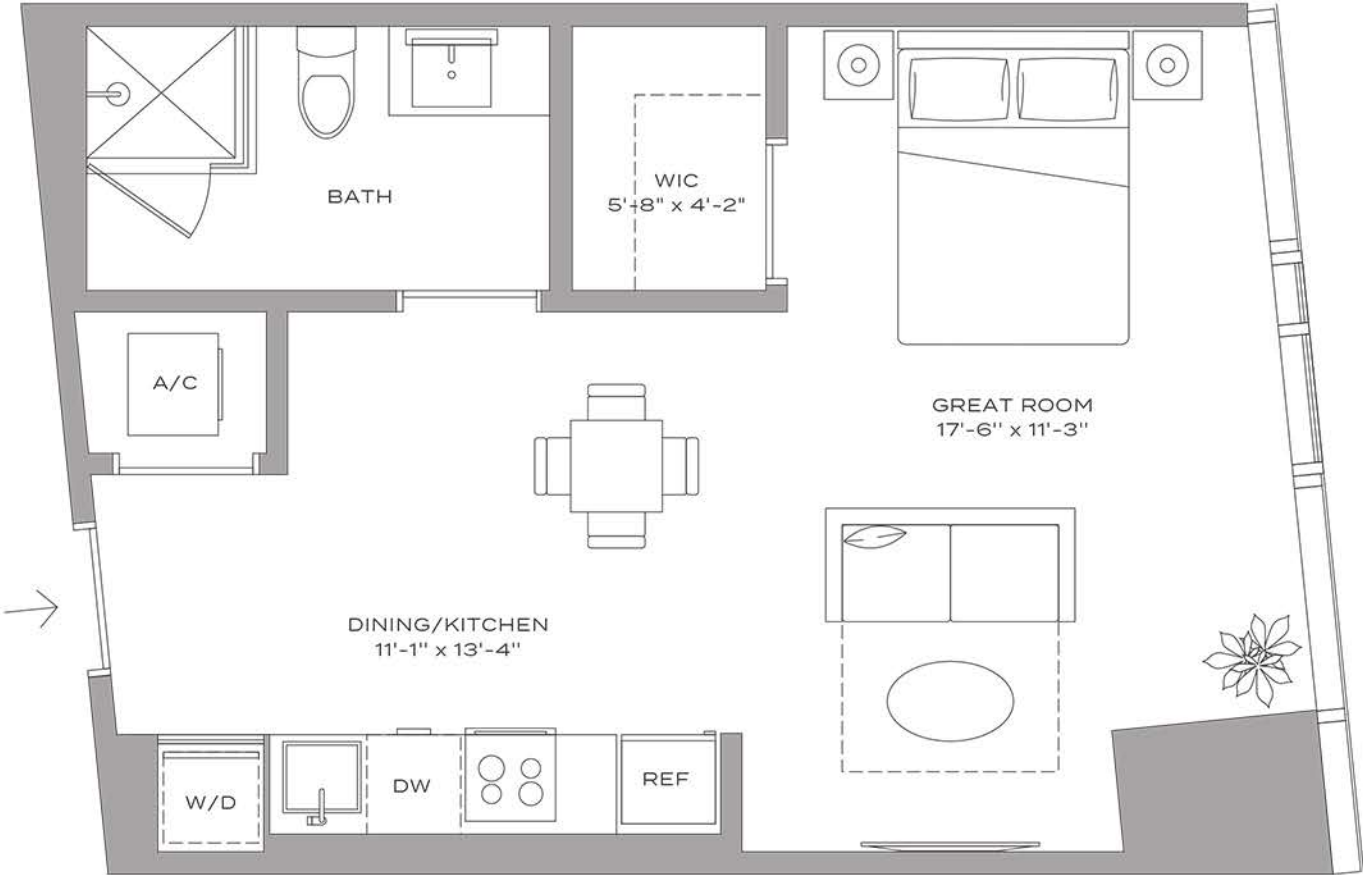 BATH
WIC
5'-8" x 4'-2"
A/C
GREAT ROOM
17'-6" x 11'-3"
DINING/KITCHEN
11'-1" x 13'-4"
W/D
DW
REF